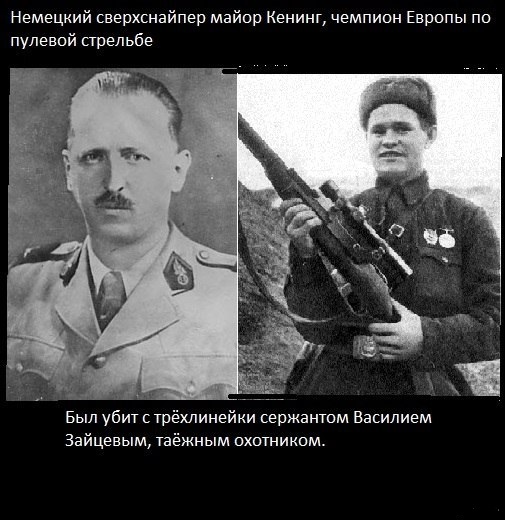 Немецкий сверхснайпер майор Кенинг, чемпион Европы по
пулевой стрельбе
Был убит с трёхлинейки сержантом Василием
Зайцевым, таёжным охотником.